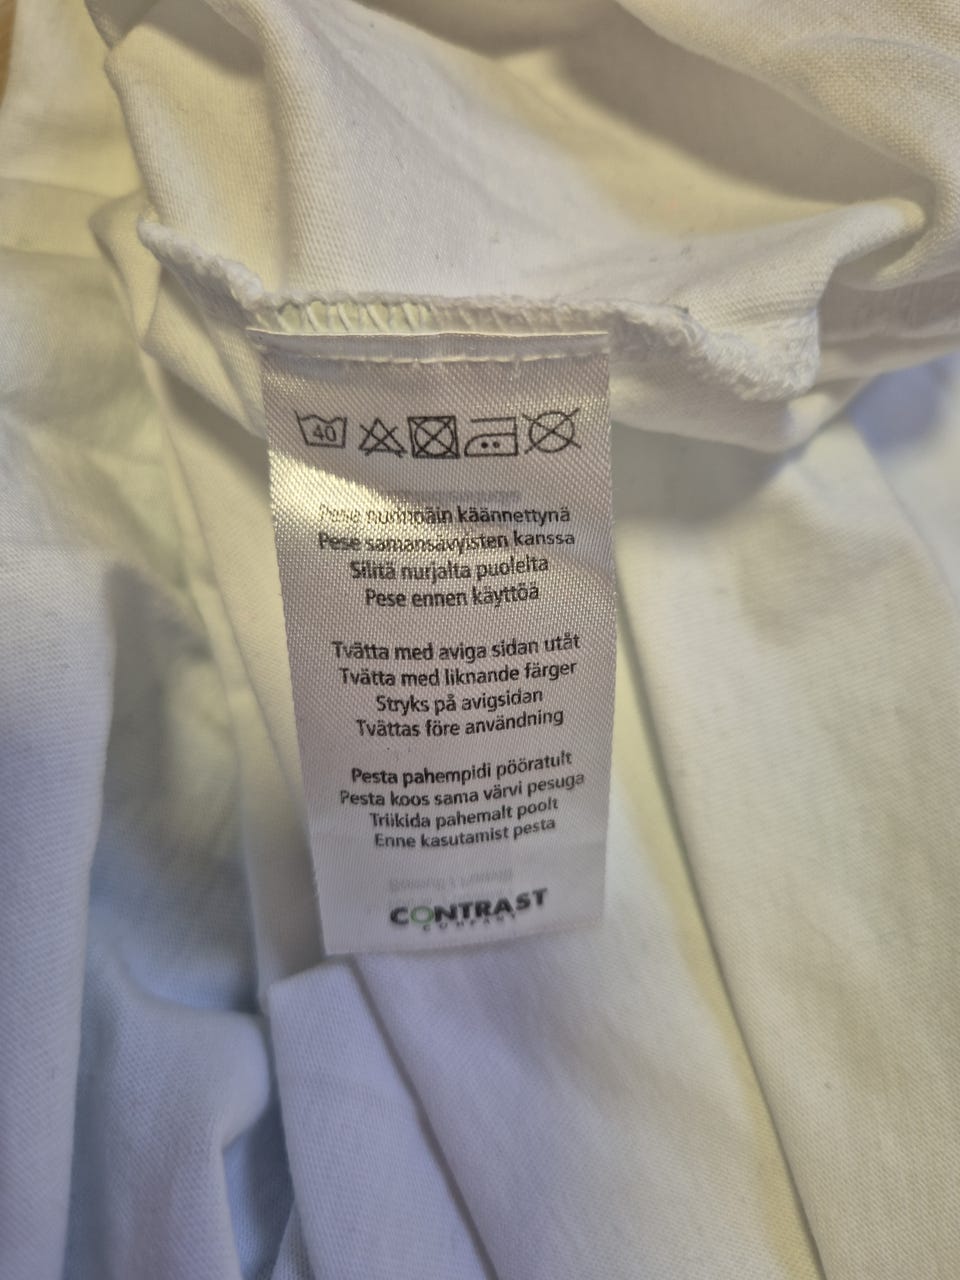 40
Pese nurinpäin käännettynä
Pese samansävyisten kanssa
Silitä nurjalta puolelta
Pese ennen käyttöä
Tvätta med aviga sidan utåt
Tvätta med liknande färger
Stryks på avigsidan
Tvättas före användning
Pesta pahempidi pööratult
Pesta koos sama värvi pesuga
Triikida pahemalt poolt
Enne kasutamist pesta
CONTRAST
COMPANY